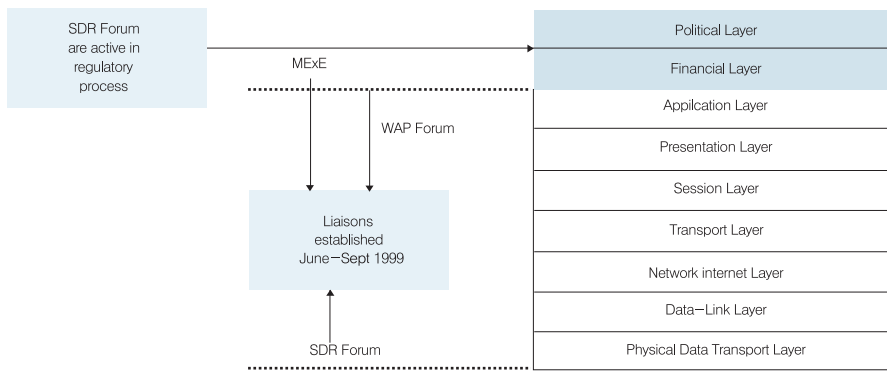 SDR Forum
are active in
regulatory
process
MExE
WAP Forum
Liaisons
established
June—Sept 1999
SDR Forum
Political Layer
Financial Layer
Appilcation Layer
Presentation Layer
Session Layer
Transport Layer
Network internet Layer
Data—Link Layer
Physical Data Transport Layer